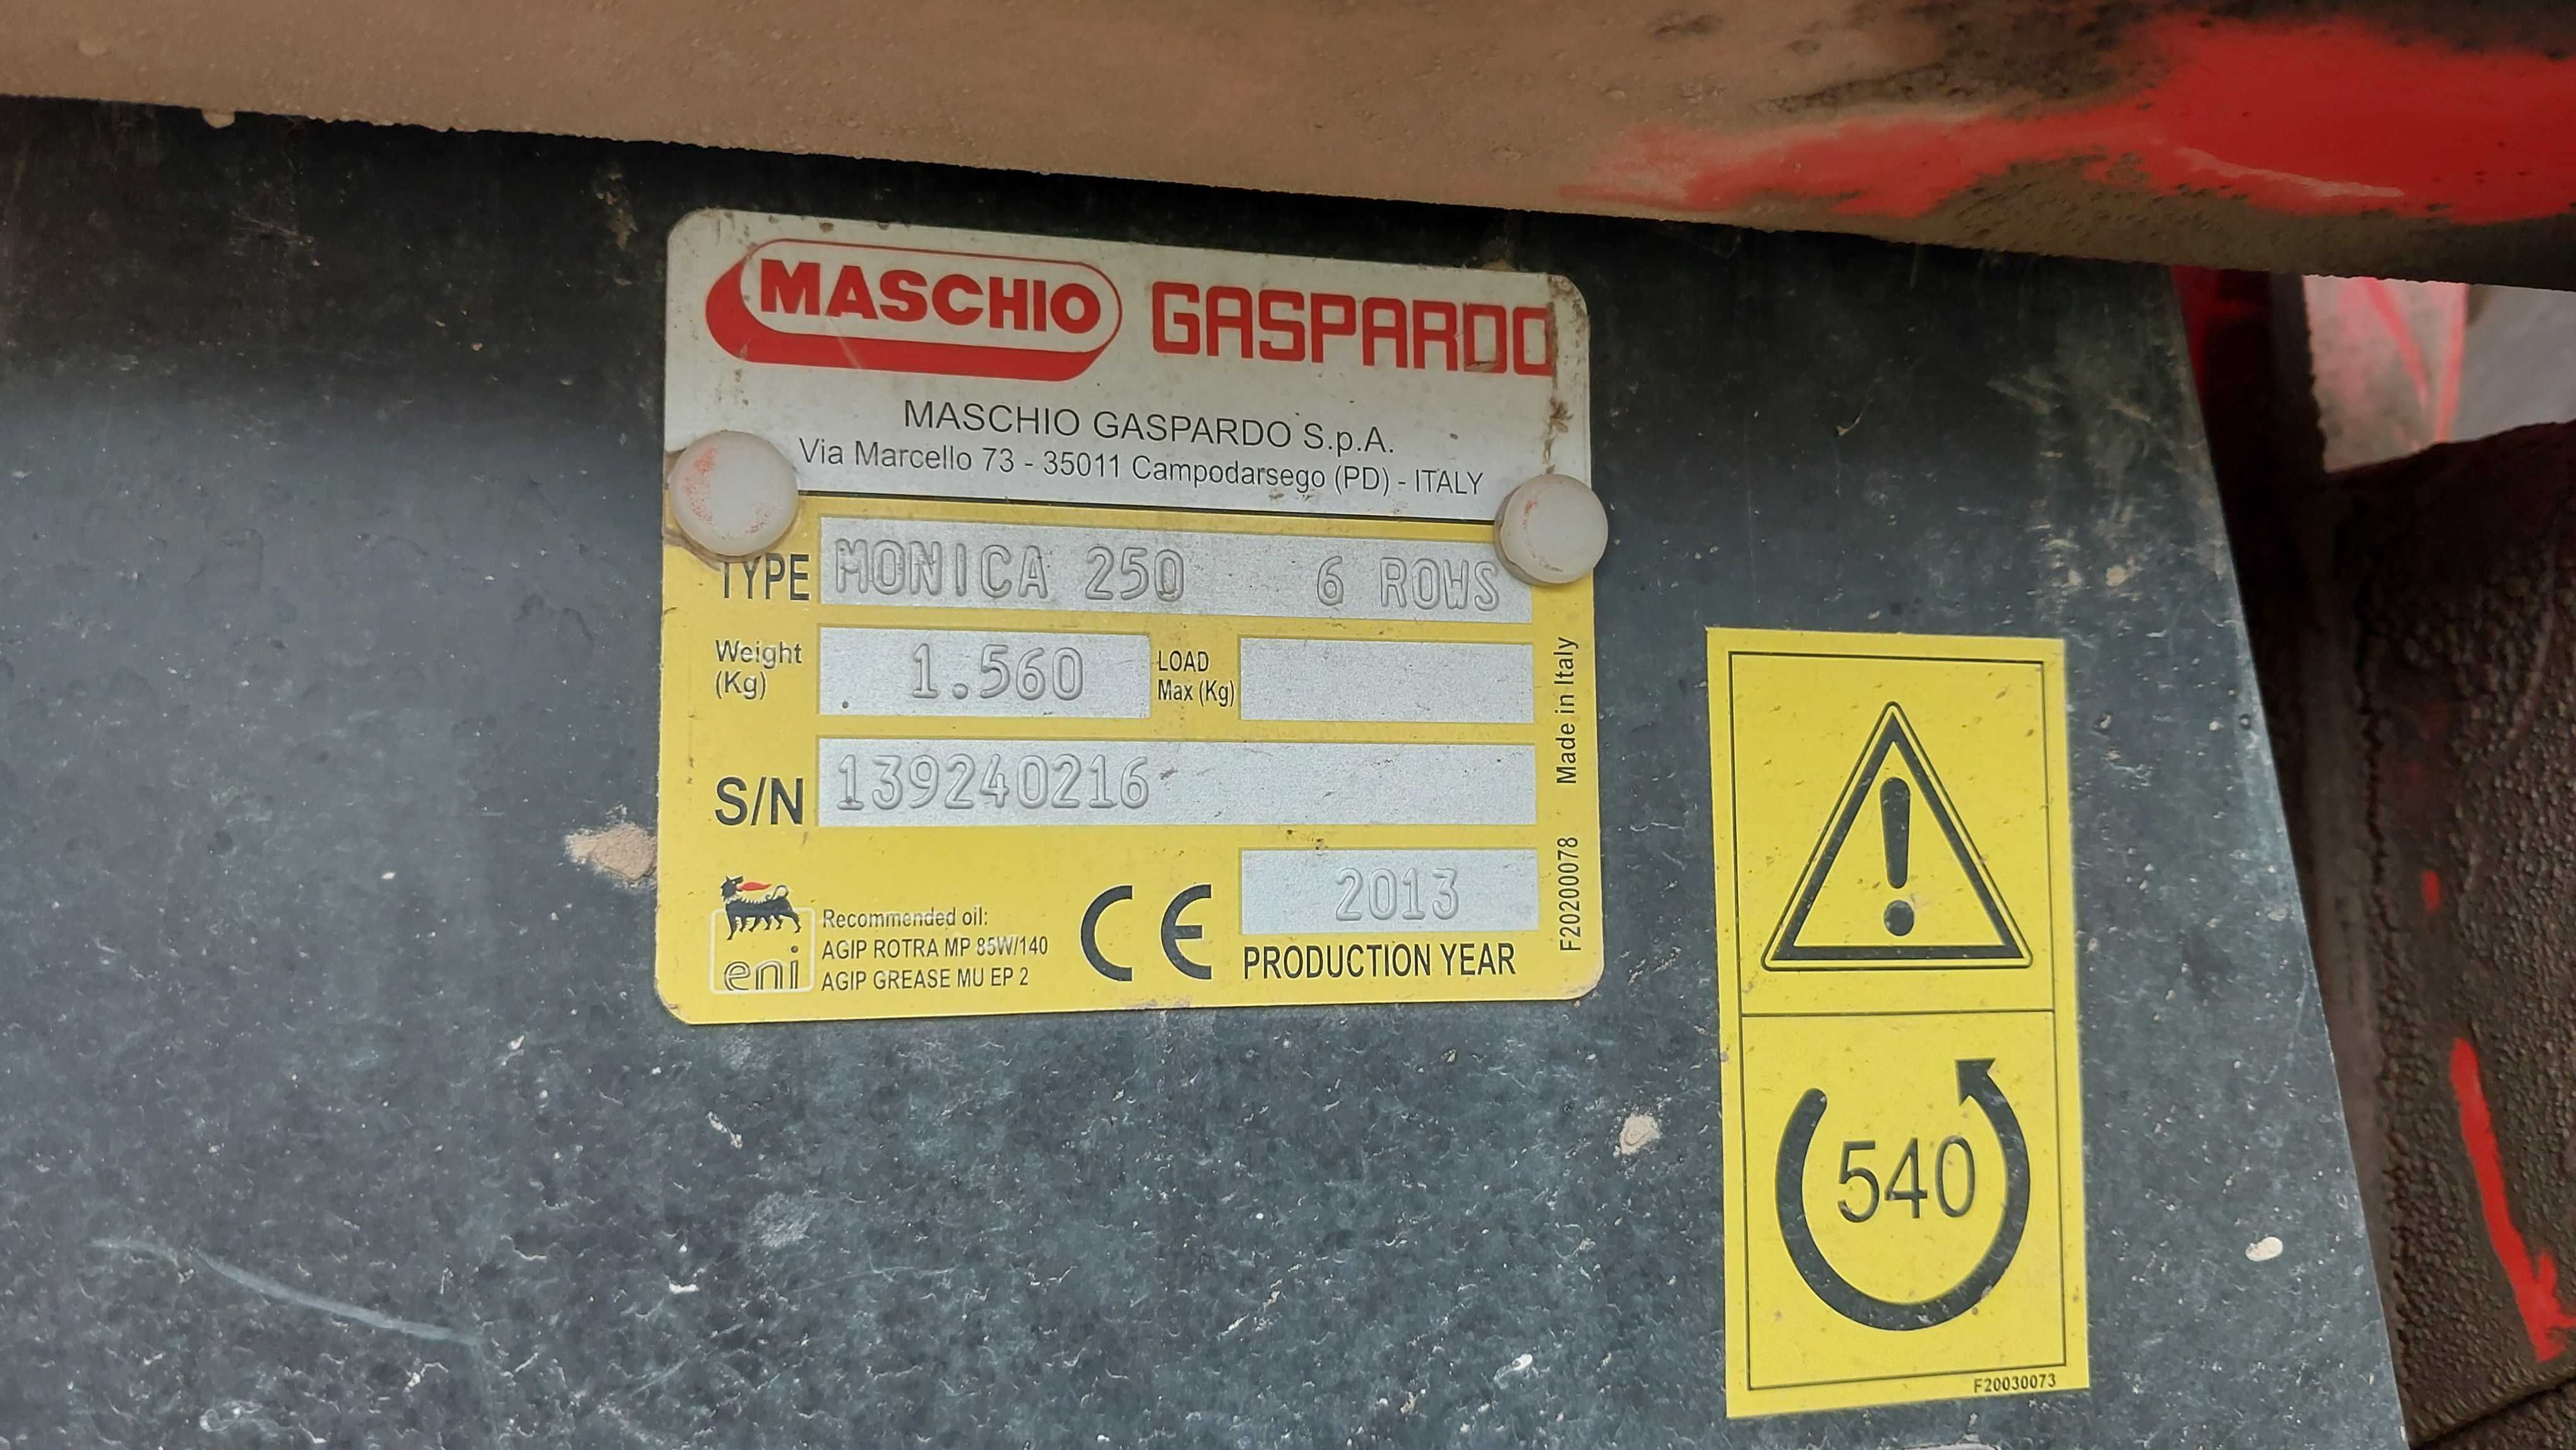 MASCHIO GASPARDO
MASCHIO GASPARDO S.p.A.
Via Marcello 73 - 35011 Campodarsego (PD) - ITALY
TYPE MONICA 250 6 ROWS
Weight (Kg) 1.560 LOAD Max (Kg)
S/N 139240216
2013
PRODUCTION YEAR
CE
eni
Recommended oil:
AGIP ROTRA MP 85W/140
AGIP GREASE MU EP 2
F20200078 Made in Italy
540
F20030073